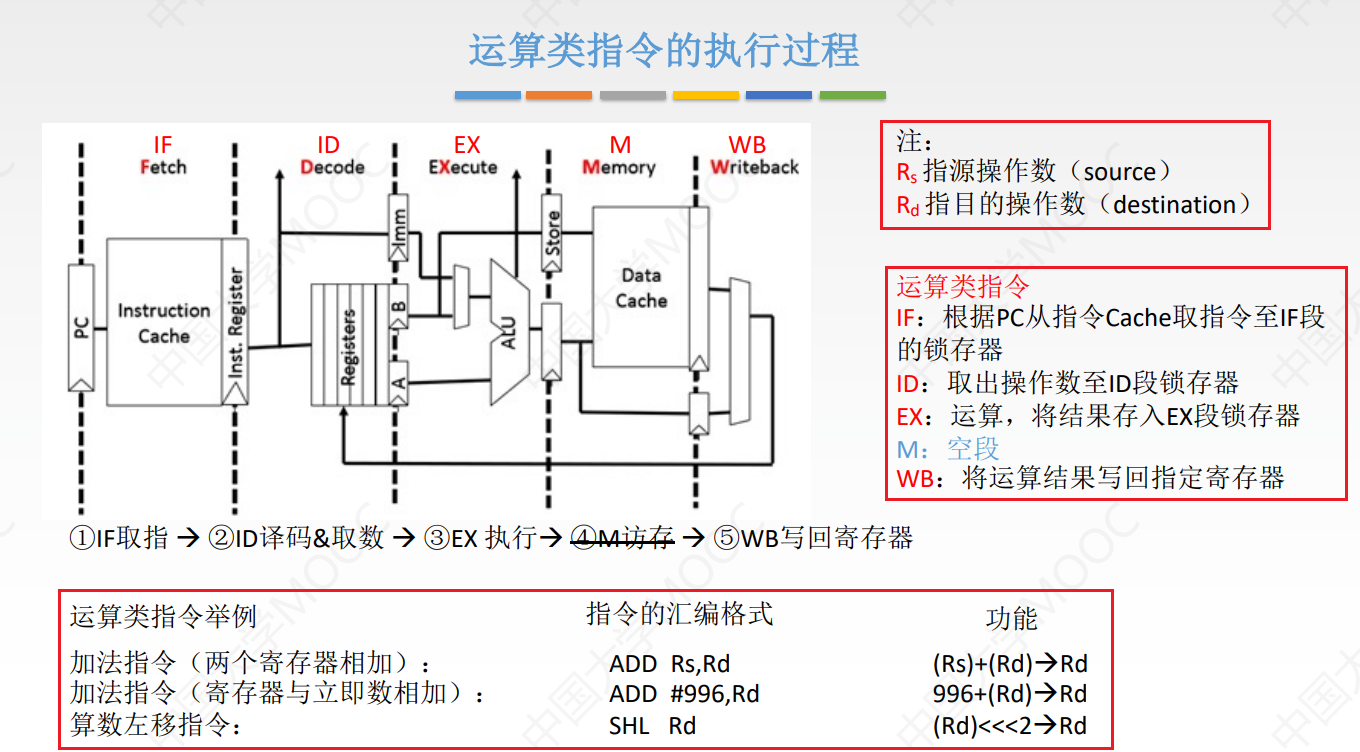 运算类指令的执行过程
IF
Fetch
ID
Decode
EX
EXecute
M
Memory
WB
Writeback
PC
Instruction
Cache
Inst. Register
Registers
Imm
B
A
ALU
Store
Data
Cache
注：
Rs 指源操作数（source）
Rd 指目的操作数（destination）
运算类指令
IF：根据PC从指令Cache取指令至IF段
的锁存器
ID：取出操作数至ID段锁存器
EX：运算，将结果存入EX段锁存器
M：空段
WB：将运算结果写回指定寄存器
①IF取指 → ②ID译码&取数 → ③EX 执行→ ④M访存 → ⑤WB写回寄存器
运算类指令举例 指令的汇编格式 功能
加法指令（两个寄存器相加）： ADD Rs,Rd (Rs)+(Rd)→Rd
加法指令（寄存器与立即数相加）： ADD #996,Rd 996+(Rd)→Rd
算数左移指令： SHL Rd (Rd)<<<2→Rd
中国大学MOOC